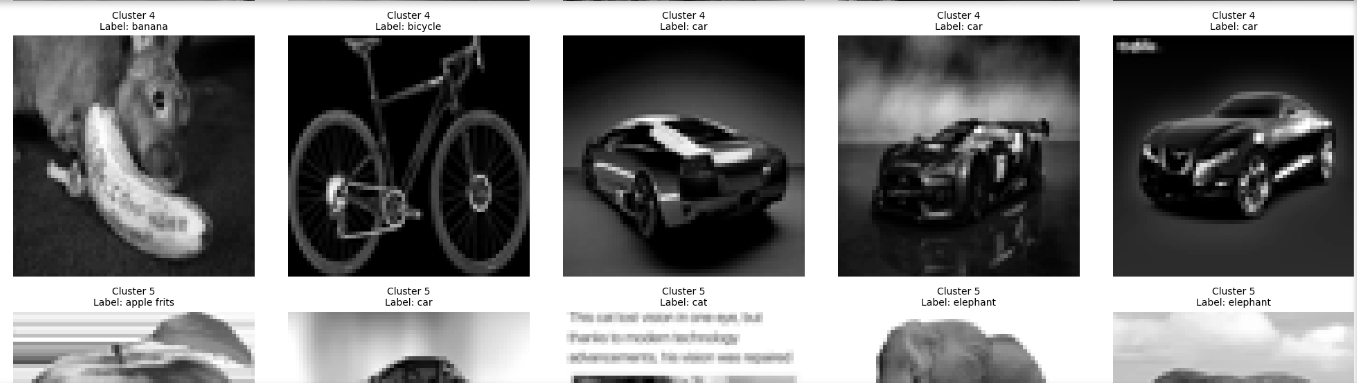 Cluster 4
Label: banana
Cluster 4
Label: bicycle
Cluster 4
Label: car
Cluster 4
Label: car
Cluster 4
Label: car
Cluster 5
Label: apple frits
Cluster 5
Label: car
Cluster 5
Label: cat
Cluster 5
Label: elephant
Cluster 5
Label: elephant
This cat lost vision in one eye, but
thanks to modern technology
advancements, his vision was repaired